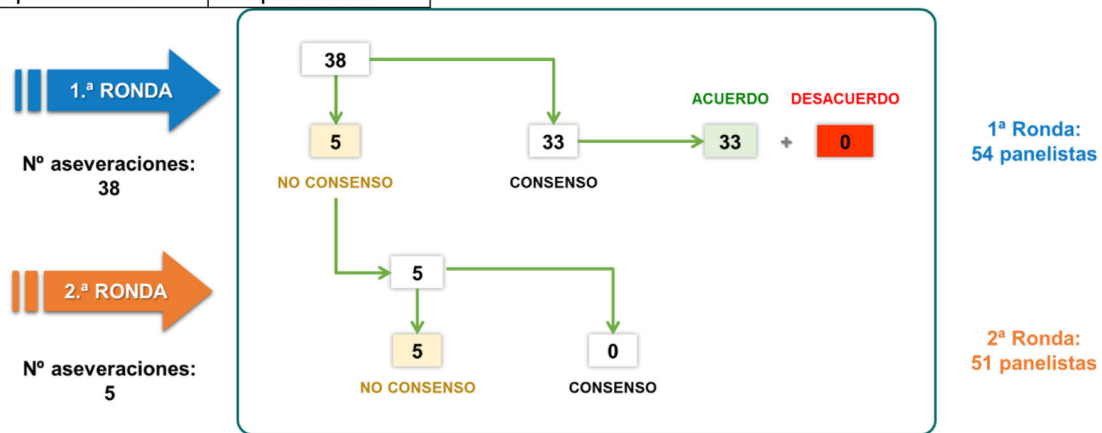 1.ª RONDA
Nº aseveraciones:
38
38
5
NO CONSENSO
33
CONSENSO
ACUERDO
33
+
DESACUERDO
0
1ª Ronda:
54 panelistas
2.ª RONDA
Nº aseveraciones:
5
5
5
NO CONSENSO
0
CONSENSO
2ª Ronda:
51 panelistas